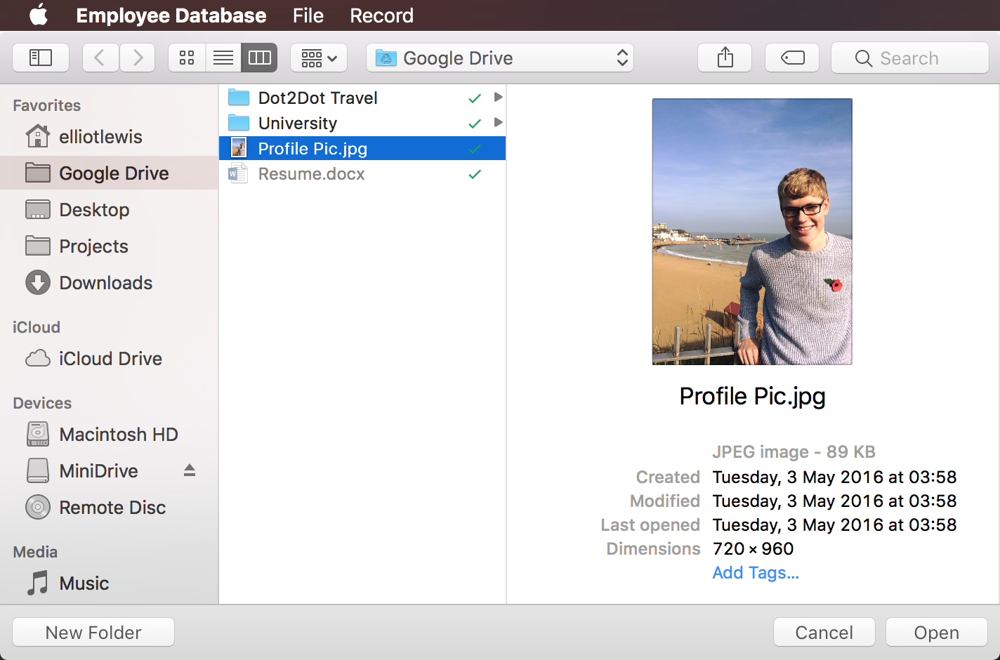 Employee Database File Record
Google Drive
Search
Favorites
elliotlewis
Google Drive
Desktop
Projects
Downloads
iCloud
iCloud Drive
Devices
Macintosh HD
MiniDrive
Remote Disc
Media
Music
Dot2Dot Travel
University
Profile Pic.jpg
Resume.docx
W
Profile Pic.jpg
JPEG image - 89 KB
Created Tuesday, 3 May 2016 at 03:58
Modified Tuesday, 3 May 2016 at 03:58
Last opened Tuesday, 3 May 2016 at 03:58
Dimensions 720 × 960
Add Tags...
New Folder
Cancel
Open